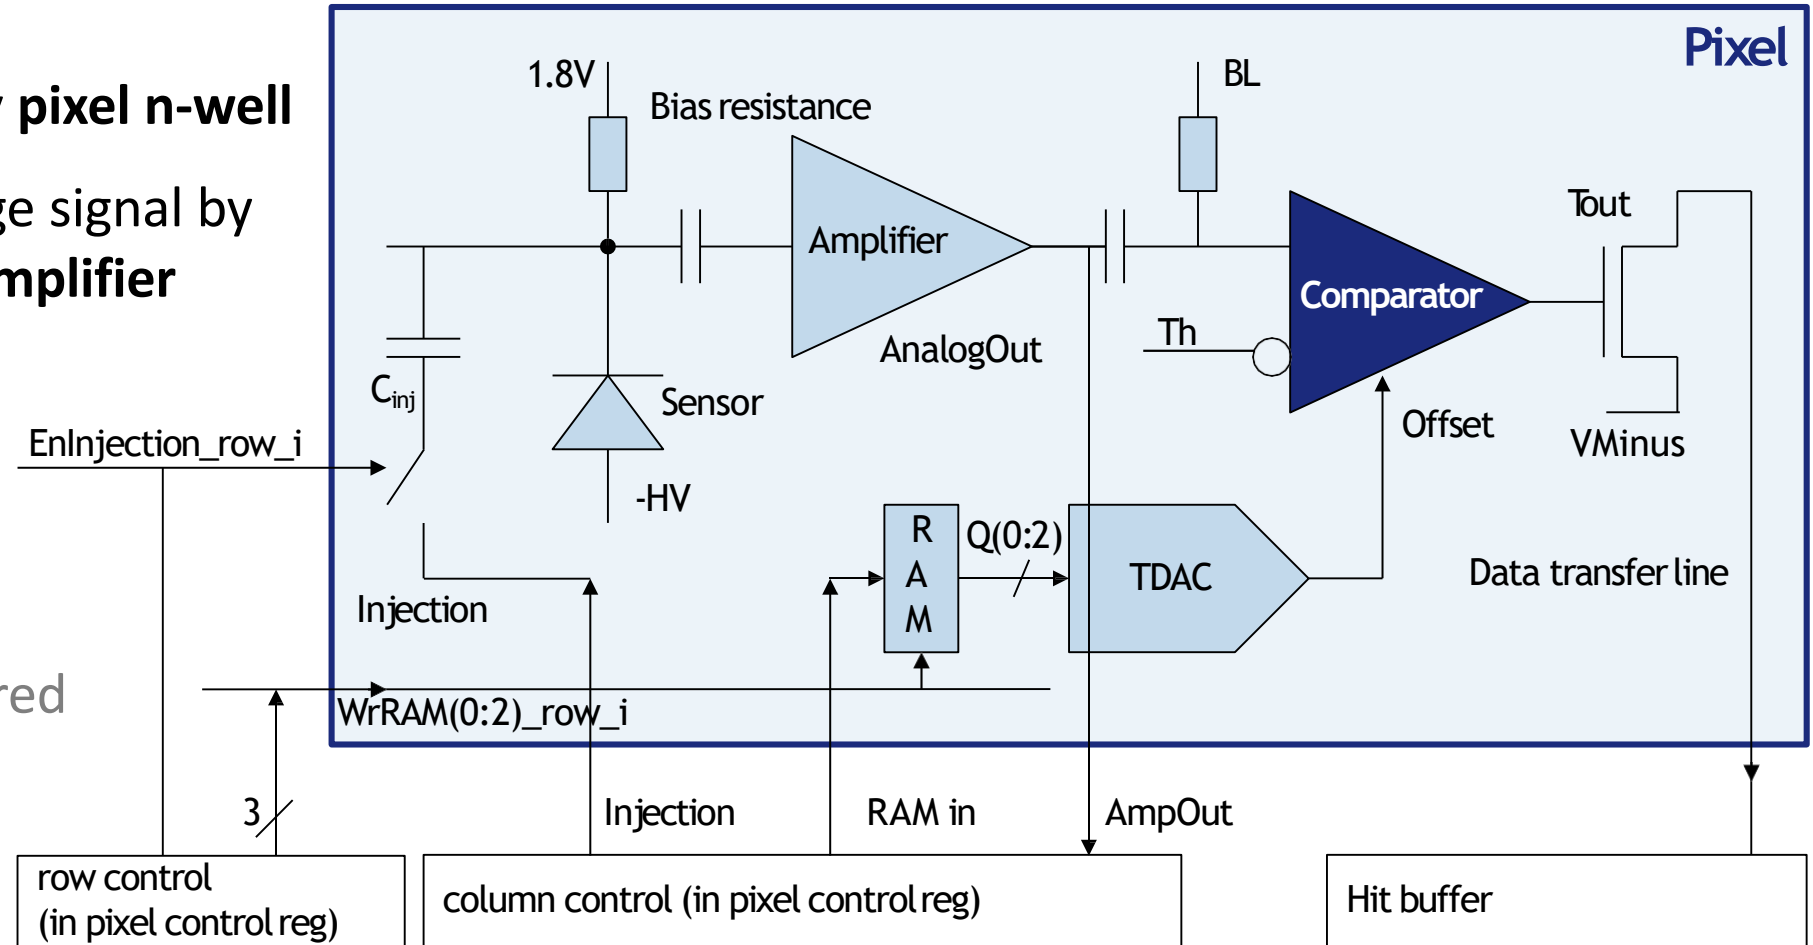 Pixel
1.8V
BL
Bias resistance
pixel n-well
ge signal by
mplifier
Amplifier
Tout
Comparator
Th
AnalogOut
Cinj
Sensor
Offset
EnInjection_row_i
VMinus
-HV
R
A
M
Q(0:2)
TDAC
Data transfer line
Injection
red
WrRAM(0:2)_row_i
3
Injection
RAM in
AmpOut
row control
(in pixel control reg)
column control (in pixel control reg)
Hit buffer